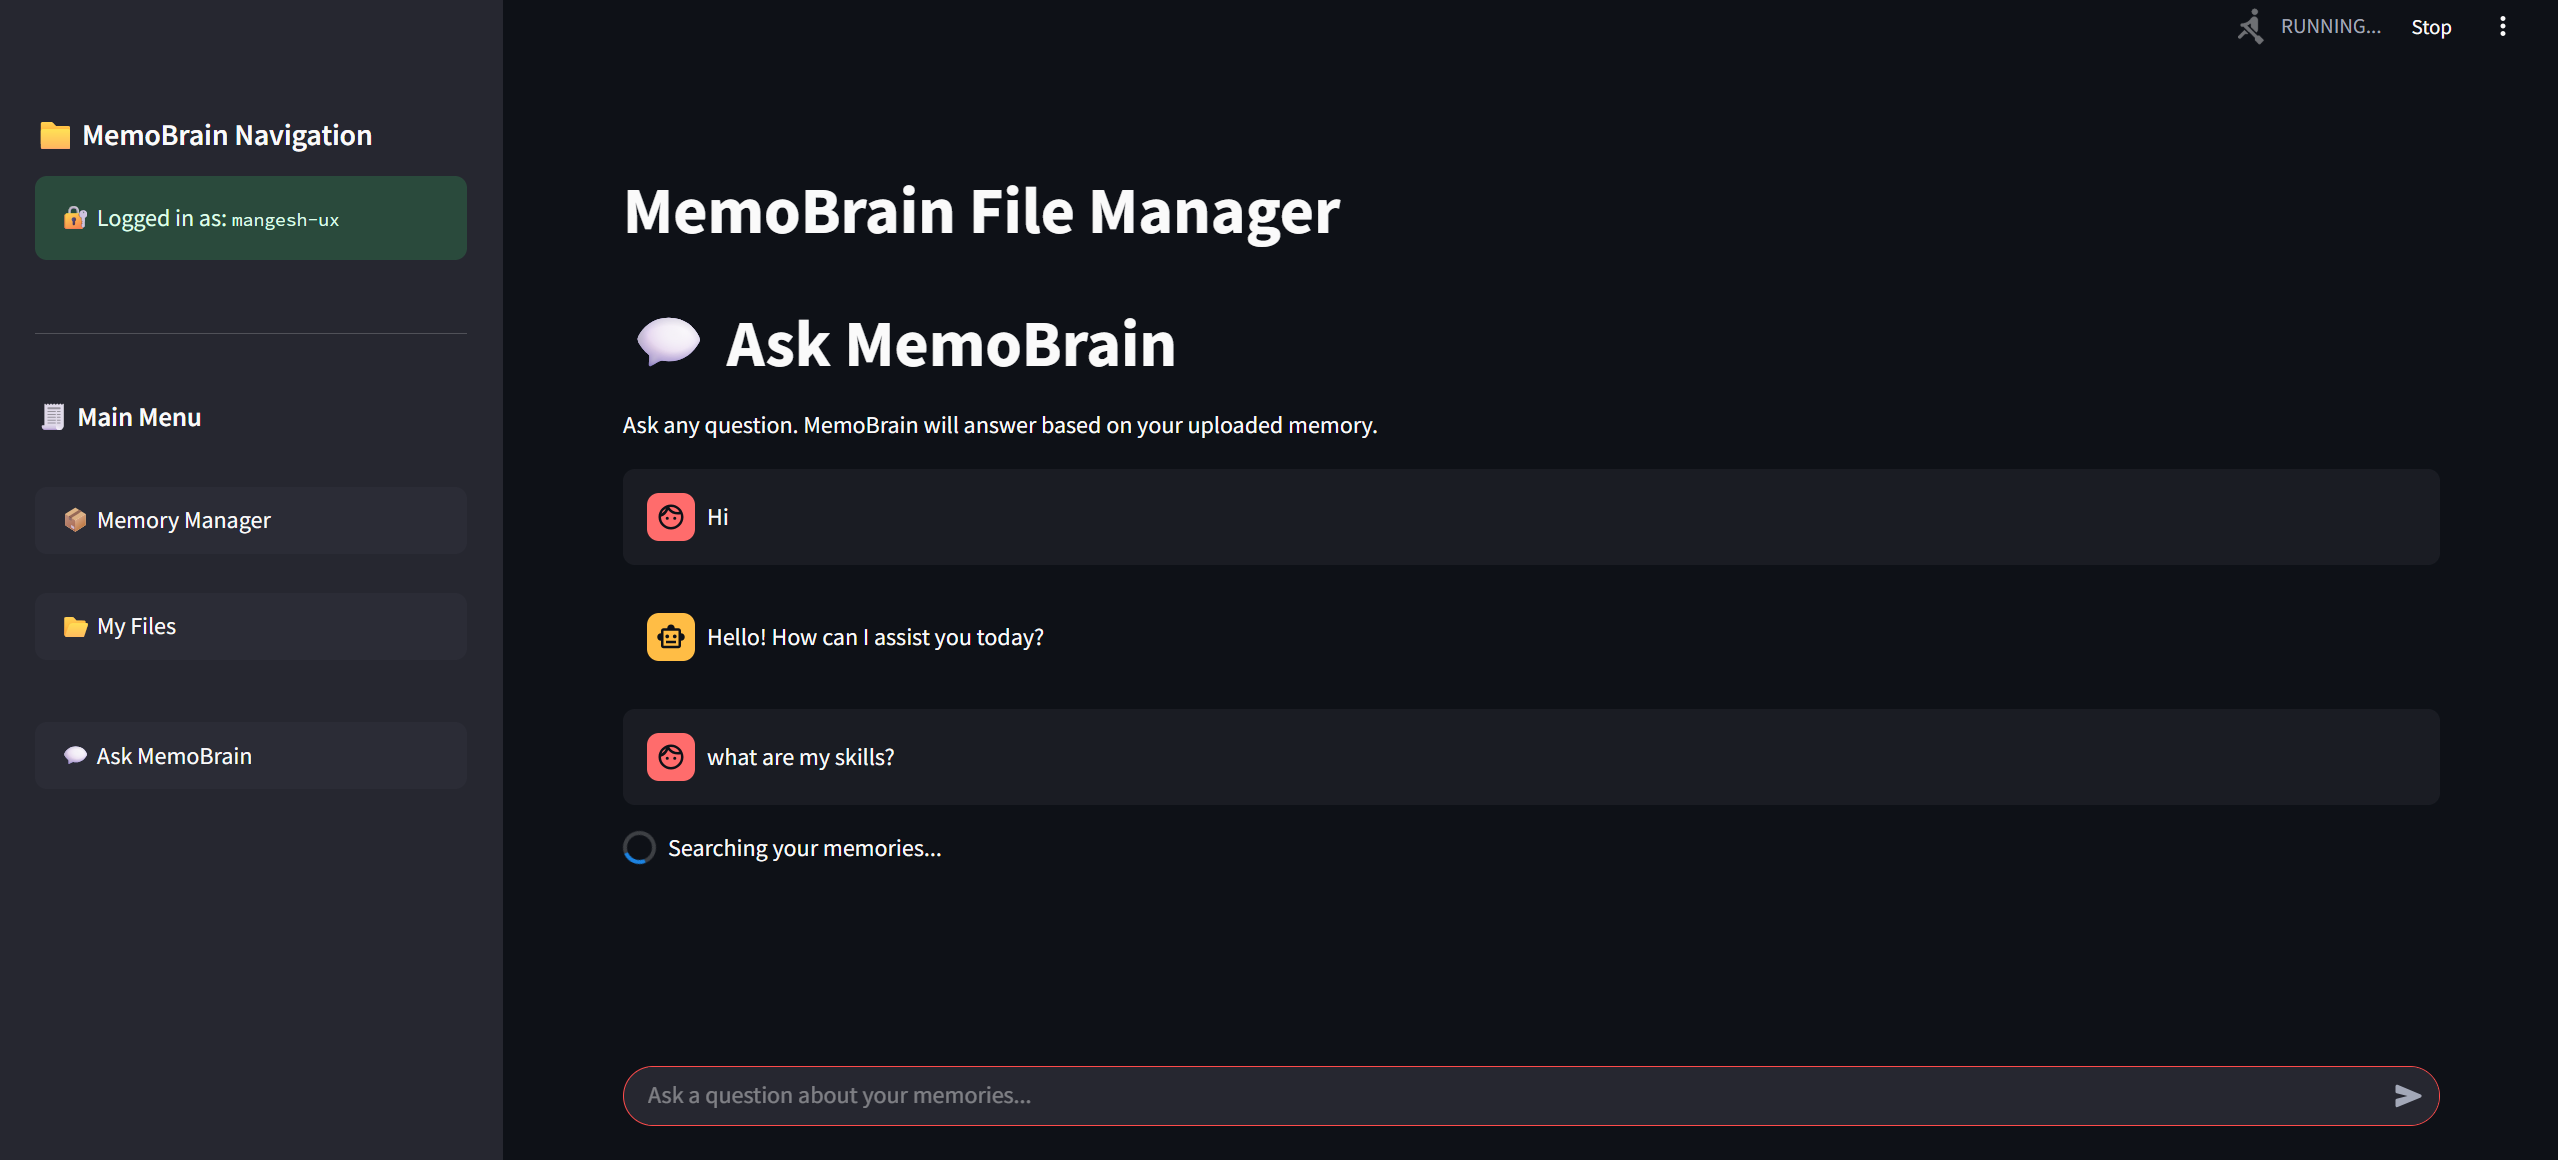 RUNNING...
Stop
MemoBrain Navigation
Logged in as: mangesh-ux
Main Menu
Memory Manager
My Files
Ask MemoBrain
MemoBrain File Manager
Ask MemoBrain
Ask any question. MemoBrain will answer based on your uploaded memory.
Hi
Hello! How can I assist you today?
what are my skills?
Searching your memories...
Ask a question about your memories...